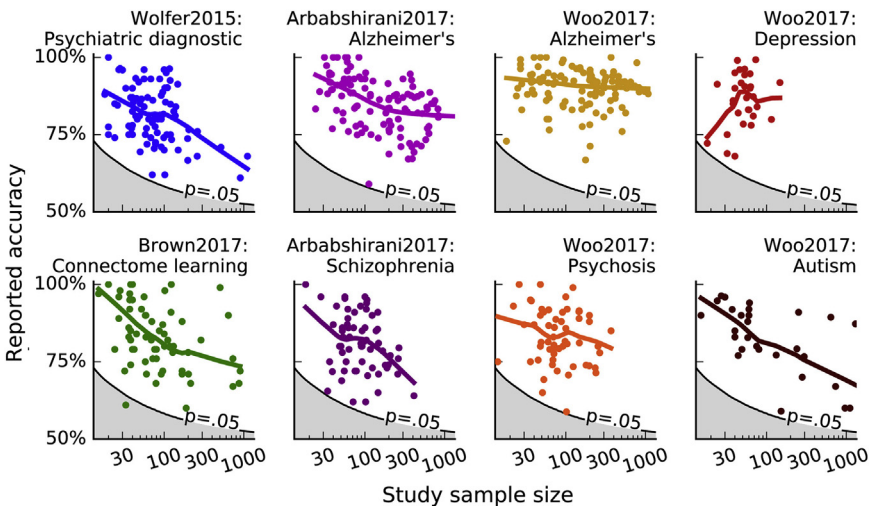 Wolfer2015:
Psychiatric diagnostic
Arbabshirani2017:
Alzheimer's
Woo2017:
Alzheimer's
Woo2017:
Depression
100%
75%
50%
p=.05
p=.05
p=.05
p=.05
Reported accuracy
Brown2017:
Connectome learning
Arbabshirani2017:
Schizophrenia
Woo2017:
Psychosis
Woo2017:
Autism
100%
75%
50%
p=.05
p=.05
p=.05
p=.05
30 100 300 1000
30 100 300 1000
30 100 300 1000
30 100 300 1000
Study sample size